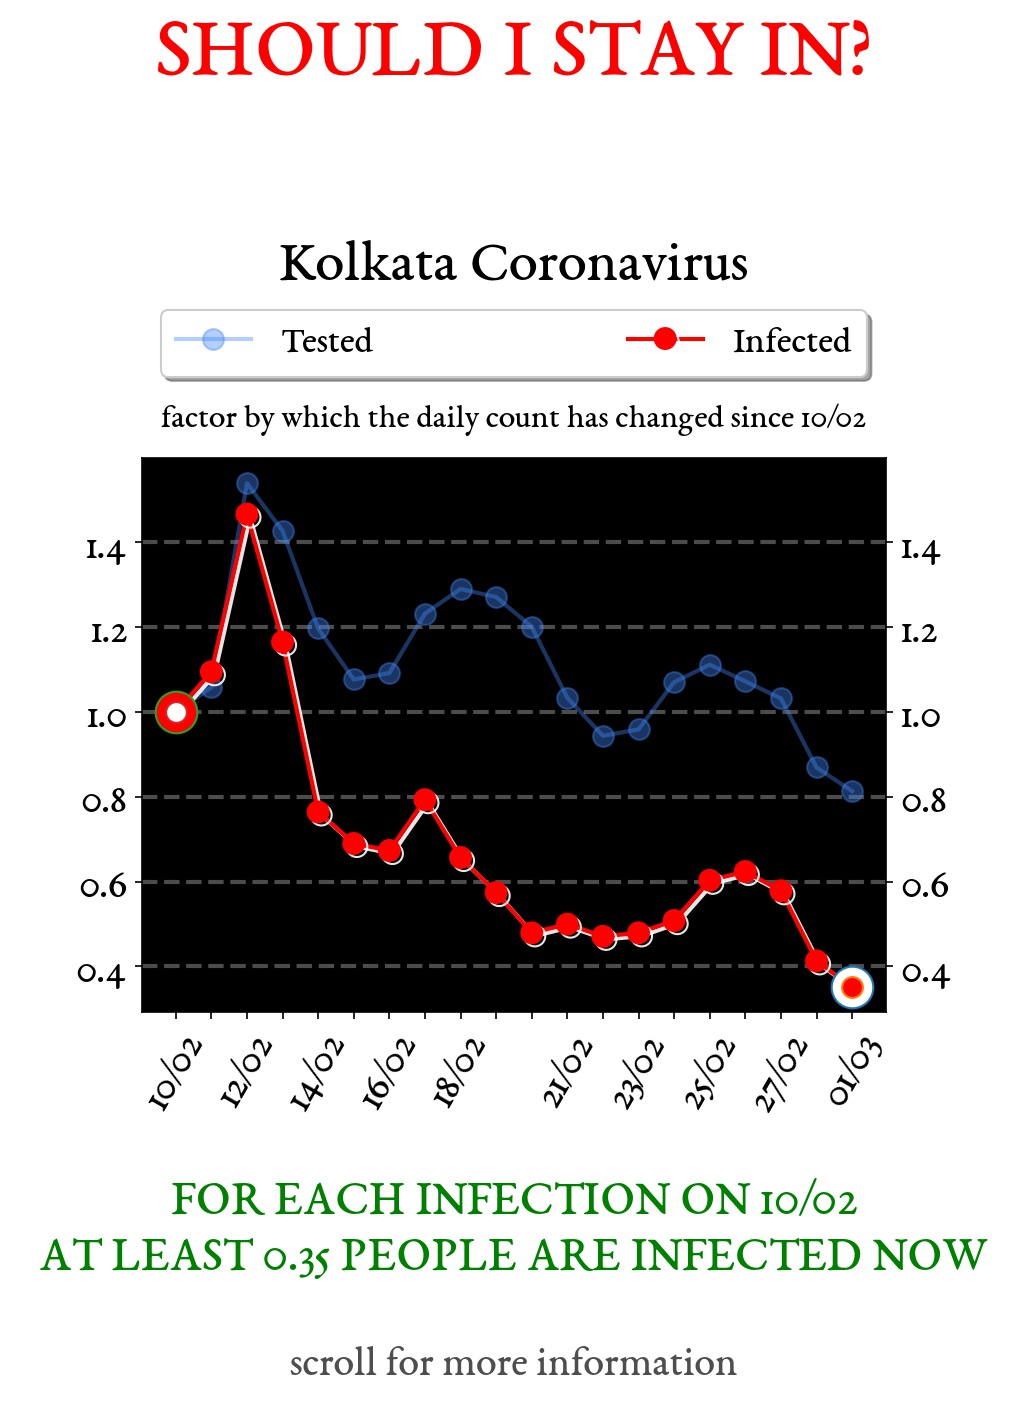 SHOULD I STAY IN?
Kolkata Coronavirus
Tested Infected
factor by which the daily count has changed since 10/02
1.4 1.4
1.2 1.2
1.0 1.0
0.8 0.8
0.6 0.6
0.4 0.4
10/02 12/02 14/02 16/02 18/02 21/02 23/02 25/02 27/02 01/03
FOR EACH INFECTION ON 10/02
AT LEAST 0.35 PEOPLE ARE INFECTED NOW
scroll for more information